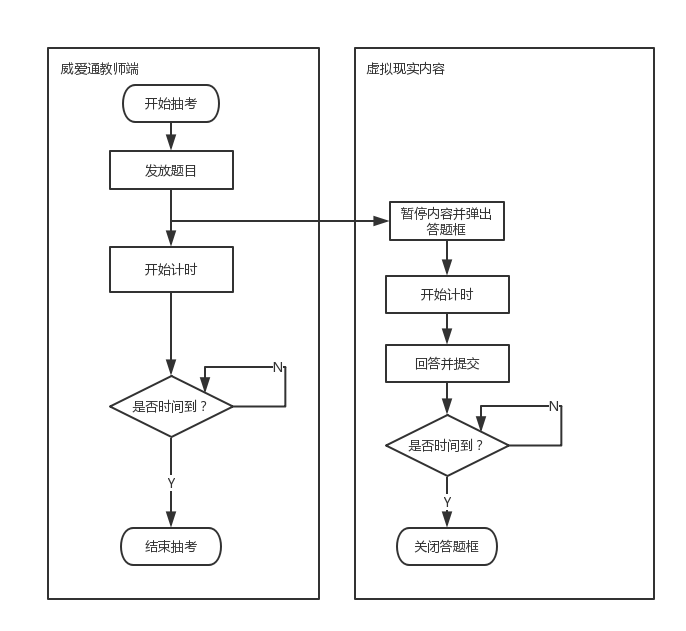 威爱通教师端
开始抽考
发放题目
开始计时
是否时间到？
N
Y
结束抽考
虚拟现实内容
暂停内容并弹出
答题框
开始计时
回答并提交
是否时间到？
N
Y
关闭答题框